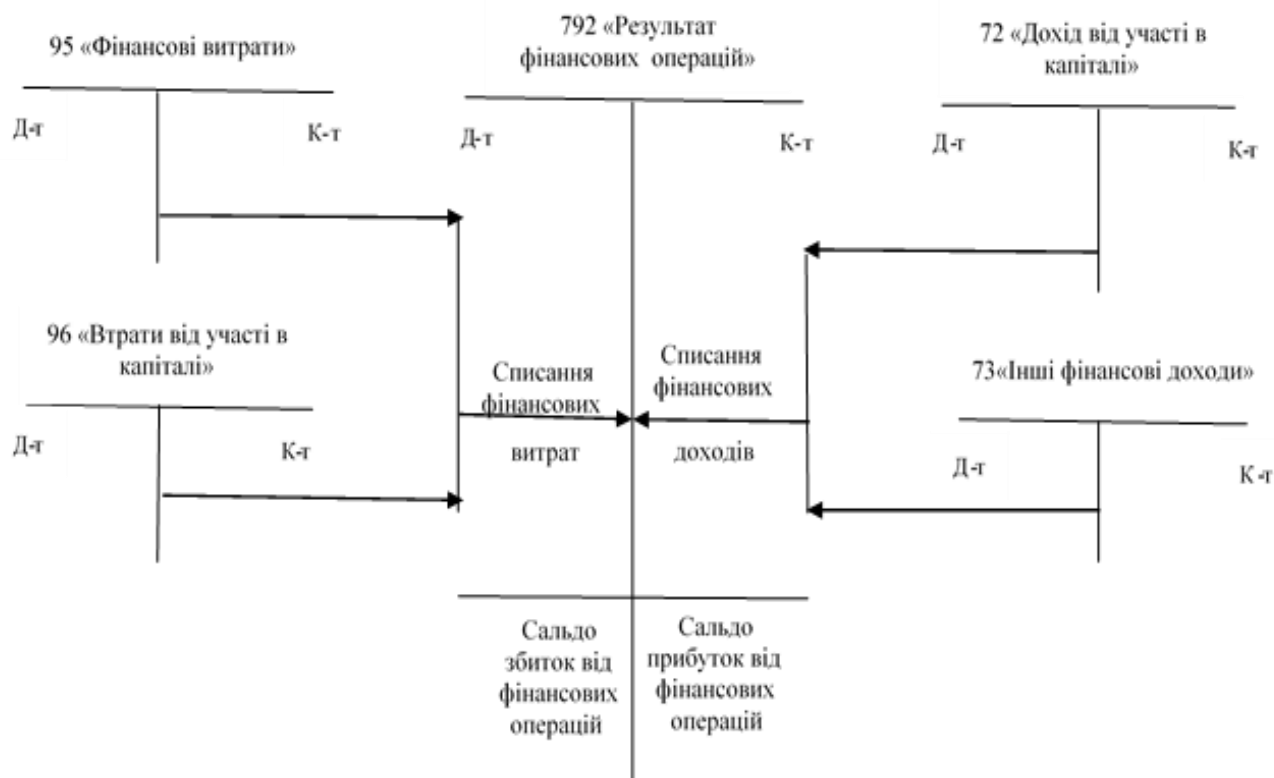 95 «Фінансові витрати»
Д-т
К-т
792 «Результат
фінансових операцій»
Д-т
К-т
72 «Дохід від участі в
капіталі»
Д-т
К-т
96 «Втрати від участі в
капіталі»
Д-т
К-т
Списання
фінансових
витрат
Списання
фінансових
доходів
73«Інші фінансові доходи»
Д-т
К-т
Сальдо
збиток від
фінансових
операцій
Сальдо
прибуток від
фінансових
операцій